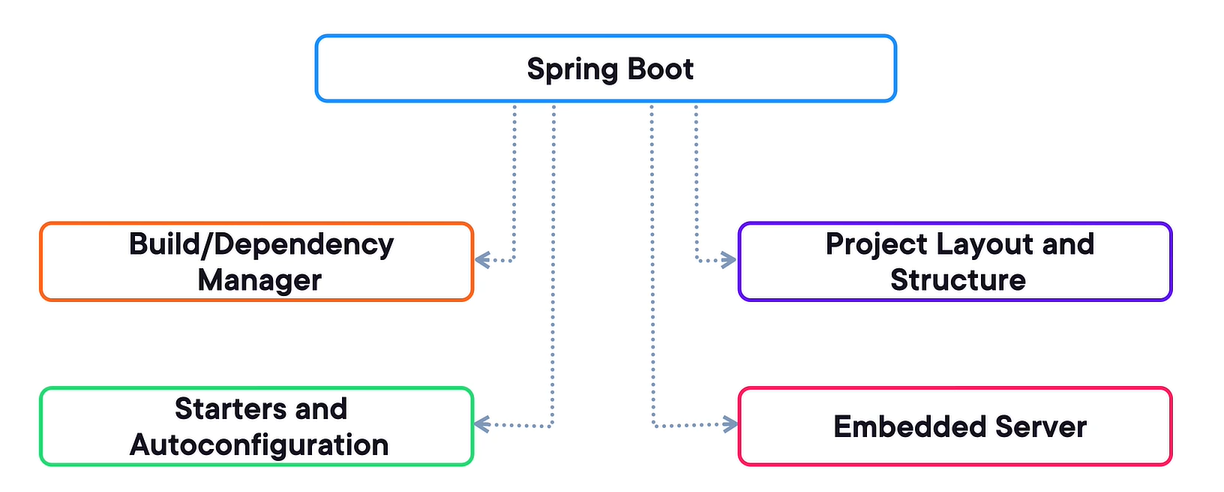 Spring Boot
Build/Dependency
Manager
Project Layout and
Structure
Starters and
Autoconfiguration
Embedded Server